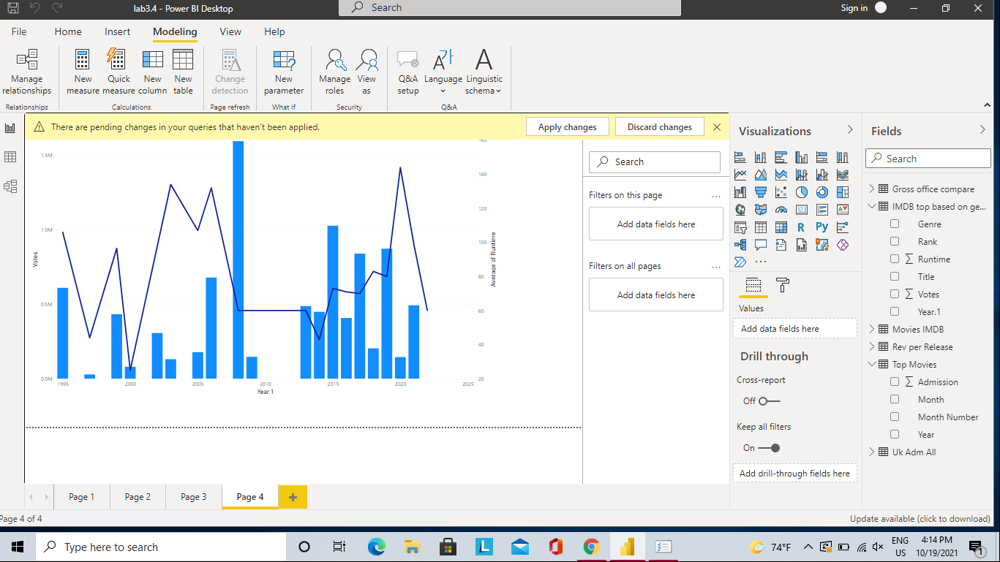 lab3.4 - Power BI Desktop
Search
Sign in
File Home Insert Modeling View Help
Manage relationships
New measure
Quick measure
New column
New table
Change detection
New parameter
Manage roles
View as
Q&A setup
Language
Linguistic schema
Relationships
Calculations
Page refresh
What if
Security
Q&A
There are pending changes in your queries that haven't been applied.
Apply changes
Discard changes
1.5M
1.0M
0.5M
0.0M
Votes
160
140
120
100
80
60
40
20
Average of Runtime
1995 2000 2005 2010 2015 2020 2025
Year.1
Search
Filters on this page ...
Add data fields here
Filters on all pages ...
Add data fields here
Visualizations
R
Py
123
...
Values
Add data fields here
Drill through
Cross-report
Off
Keep all filters
On
Add drill-through fields here
Fields
Search
Gross office compare
IMDB top based on ge...
Genre
Rank
Σ Runtime
Title
Σ Votes
Year.1
Movies IMDB
Rev per Release
Top Movies
Σ Admission
Month
Month Number
Year
Uk Adm All
Page 1 Page 2 Page 3 Page 4 +
Page 4 of 4
Update available (click to download)
Type here to search
L
74°F
ENG
US
4:14 PM
10/19/2021
1